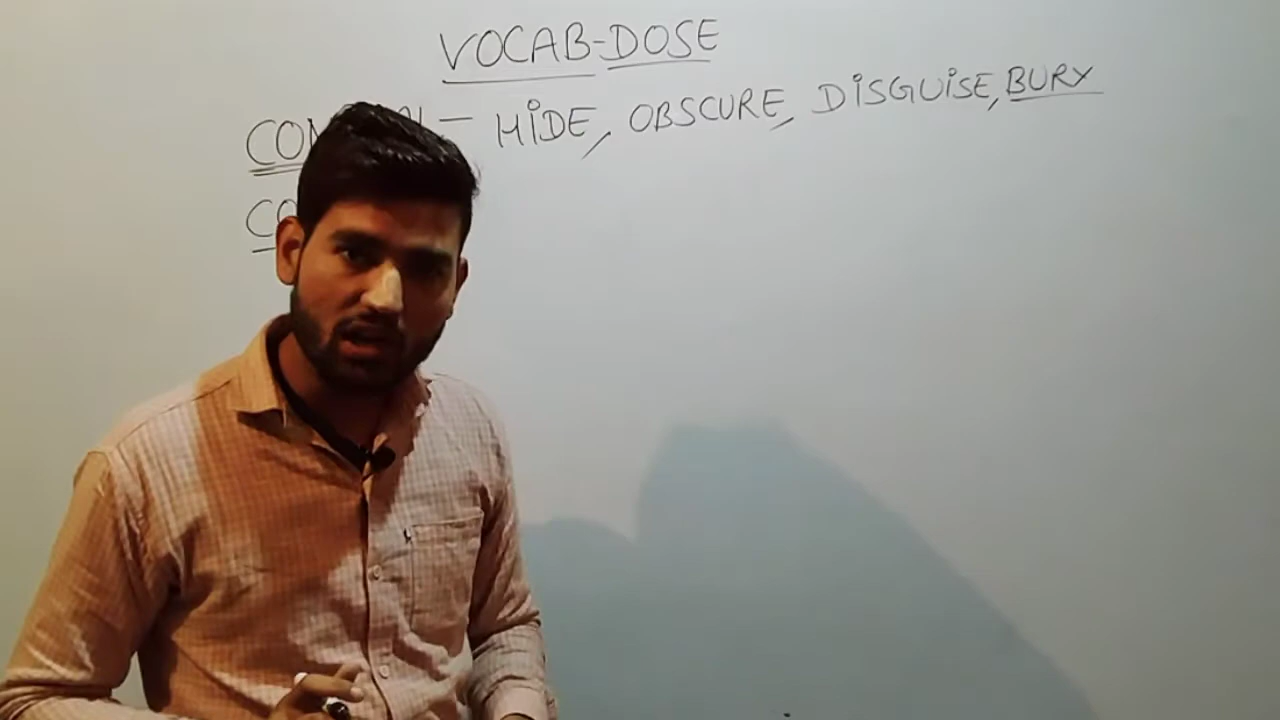 VOCAB-DOSE
— HIDE, OBSCURE, DISGUISE, BURY